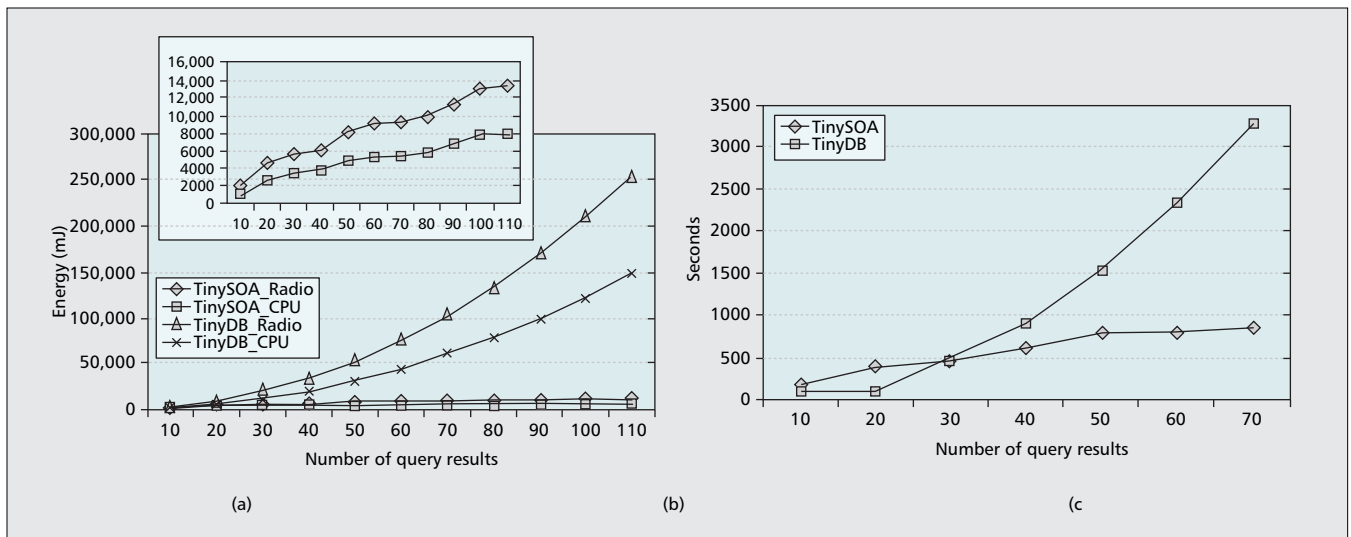 16,000
14,000
12,000
10,000
8000
6000
4000
2000
0
10 20 30 40 50 60 70 80 90 100 110
300,000
250,000
200,000
150,000
100,000
50,000
0
Energy (mJ)
TinySOA_Radio
TinySOA_CPU
TinyDB_Radio
TinyDB_CPU
10 20 30 40 50 60 70 80 90 100 110
Number of query results
3500
3000
2500
3000
1500
1000
500
0
Seconds
TinySOA
TinyDB
10 20 30 40 50 60 70
Number of query results
(a) (b) (c